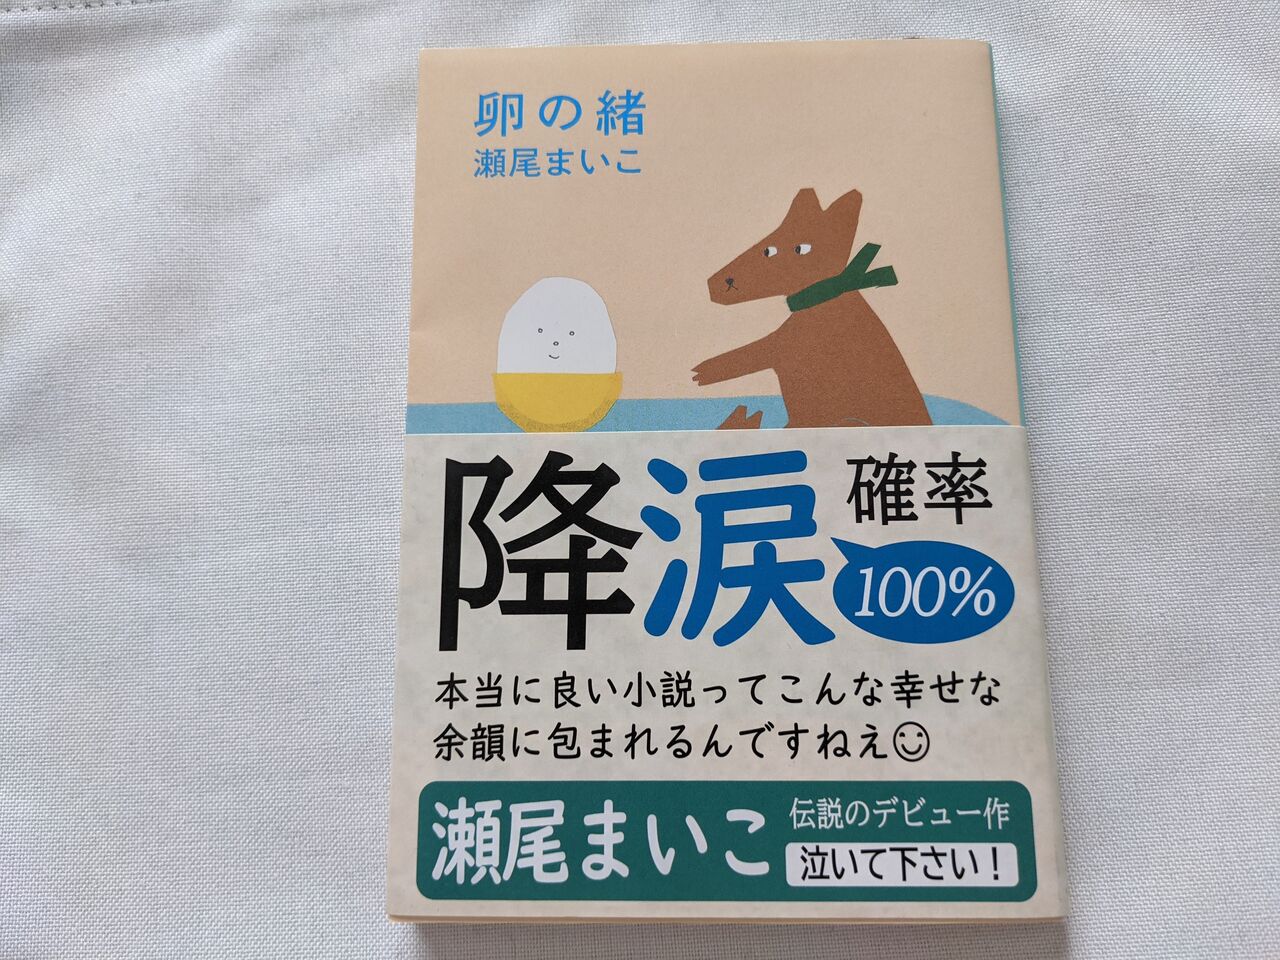 卵の緒
瀬尾まいこ
降涙確率
100%
本当に良い小説ってこんな幸せな
余韻に包まれるんですねえ☺
瀬尾まいこ
伝説のデビュー作
泣いて下さい！